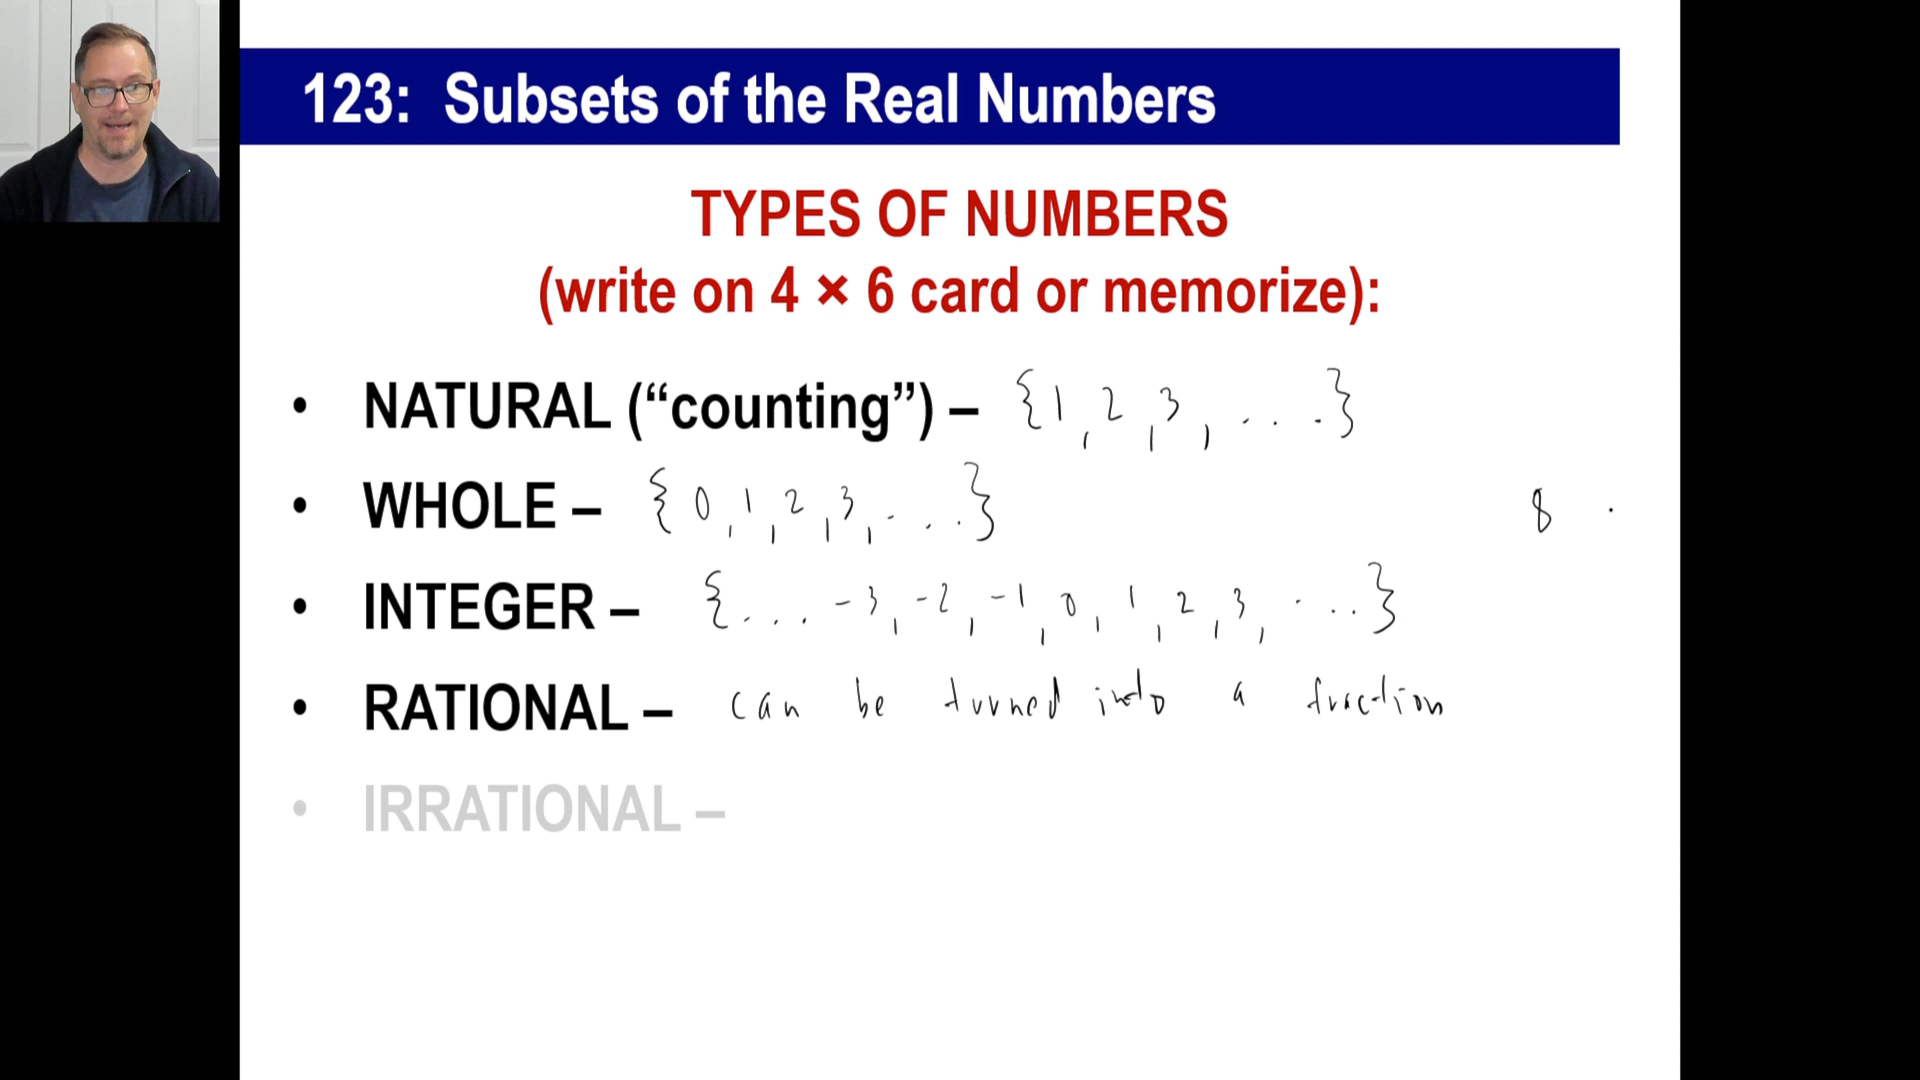 123: Subsets of the Real Numbers
TYPES OF NUMBERS
(write on 4 × 6 card or memorize):
• NATURAL (“counting”) – {1, 2, 3, ...}
• WHOLE – {0, 1, 2, 3, ...} 8 .
• INTEGER – {... -3, -2, -1, 0, 1, 2, 3, ...}
• RATIONAL – can be turned into a fraction
• IRRATIONAL –